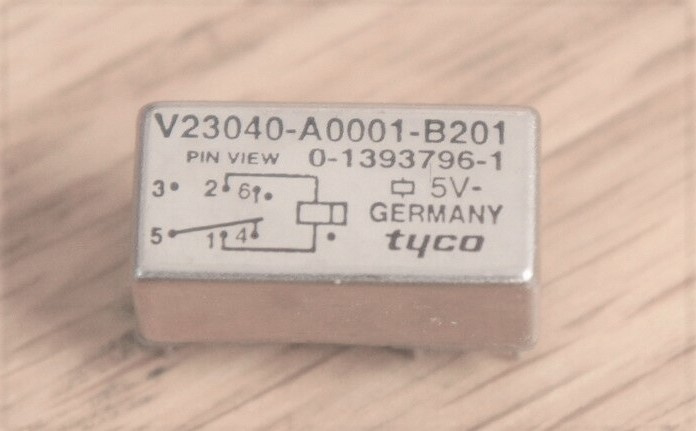 V23040-A0001-B201
PIN VIEW 0-1393796-1
3 2 6 5V-
GERMANY
5 1 4 tyco